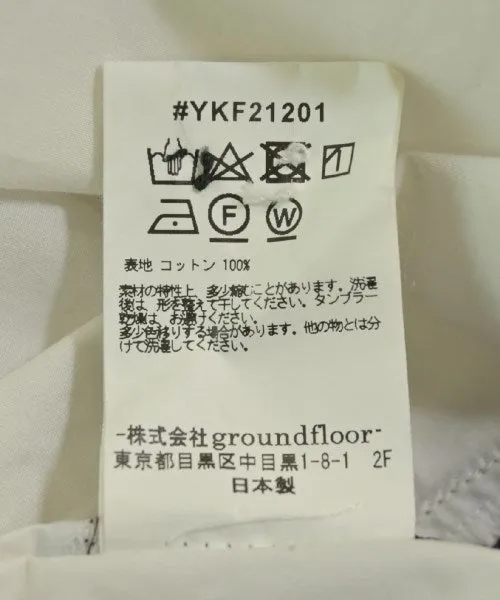 #YKF21201
F
W
表地 コットン 100%
素材の特性上、多少縮むことがあります。洗濯
後は、形を整えて干してください。タンブラー
乾燥は、お避けください。
多少色移りする場合があります。他の物とは分
けて洗濯してください。
-株式会社groundfloor-
東京都目黒区中目黒1-8-1 2F
日本製